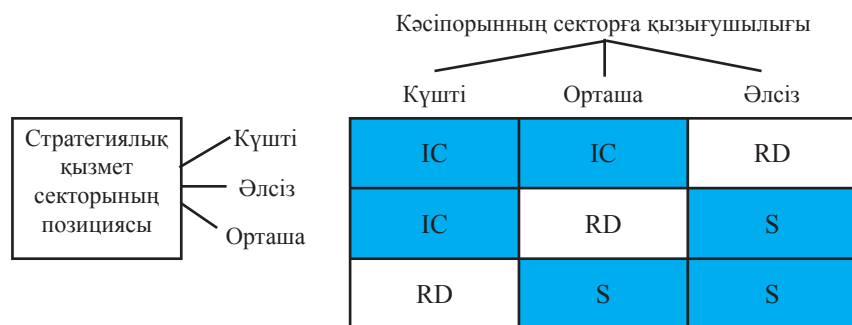 Кәсіпорынның секторға қызығушылығы
Күшті Орташа Әлсіз
Стратегиялық
қызмет
секторының
позициясы
Күшті
Әлсіз
Орташа
IC IC RD
IC RD S
RD S S